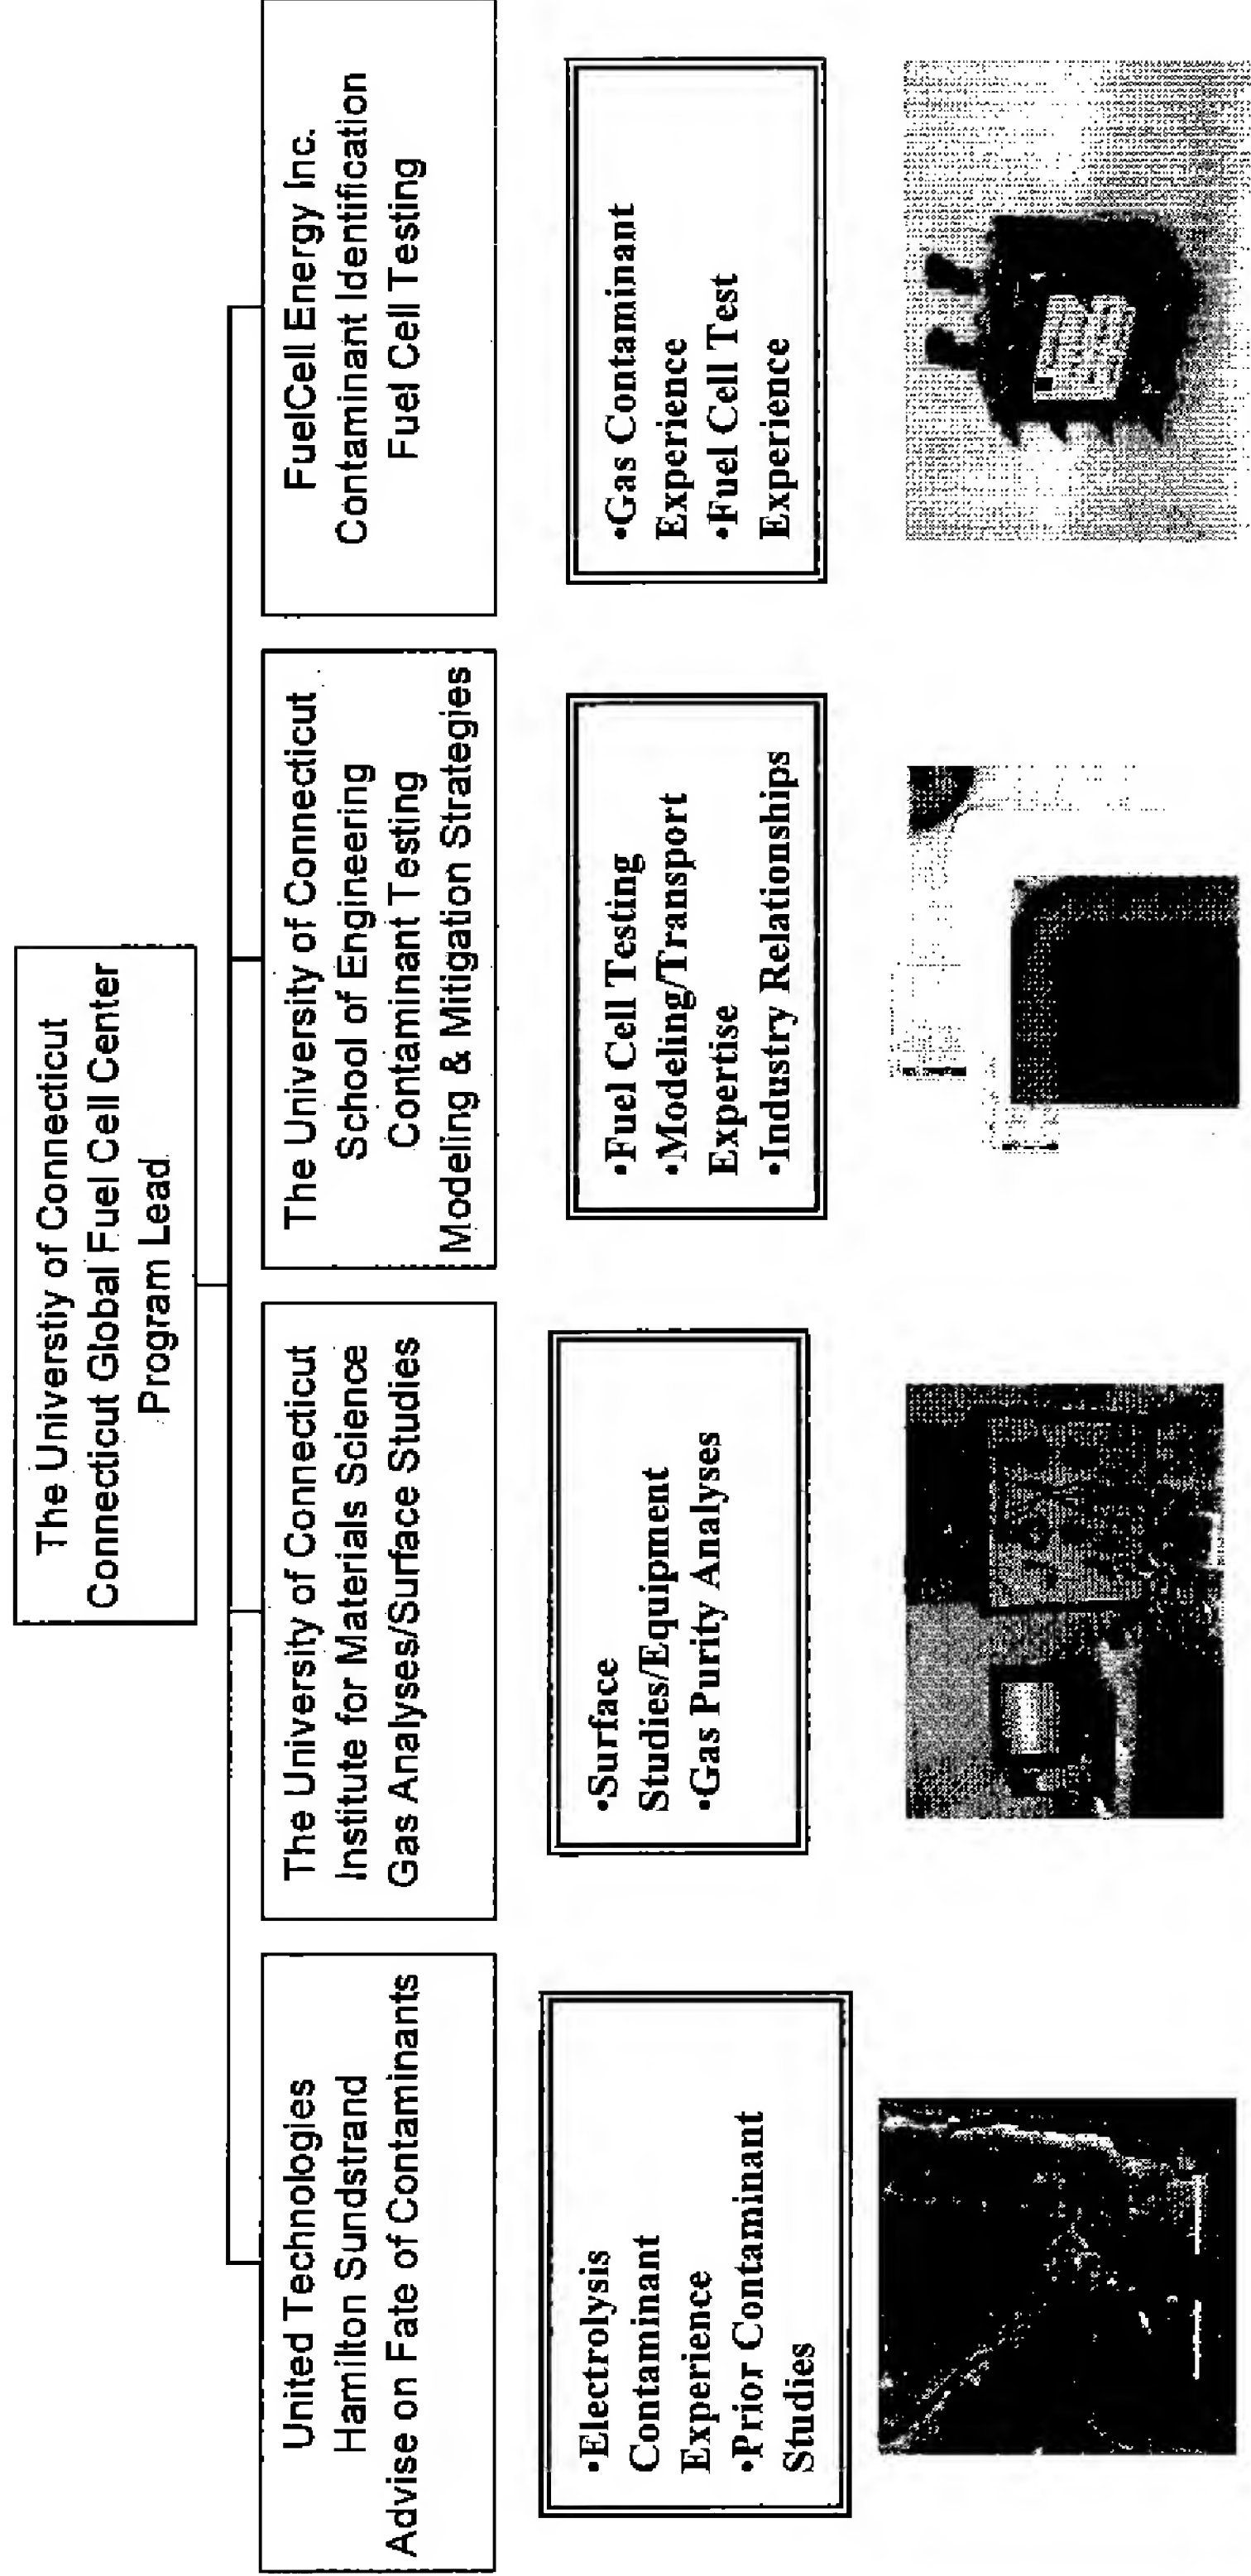 The Universtiy of Connecticut
Connecticut Global Fuel Cell Center
Program Lead
United Technologies
Hamilton Sundstrand
Advise on Fate of Contaminants
The University of Connecticut
Institute for Materials Science
Gas Analyses/Surface Studies
The University of Connecticut
School of Engineering
Contaminant Testing
Modeling & Mitigation Strategies
FuelCell Energy Inc.
Contaminant Identification
Fuel Cell Testing
•Electrolysis
Contaminant
Experience
•Prior Contaminant
Studies
•Surface
Studies/Equipment
•Gas Purity Analyses
•Fuel Cell Testing
•Modeling/Transport
Expertise
•Industry Relationships
•Gas Contaminant
Experience
•Fuel Cell Test
Experience